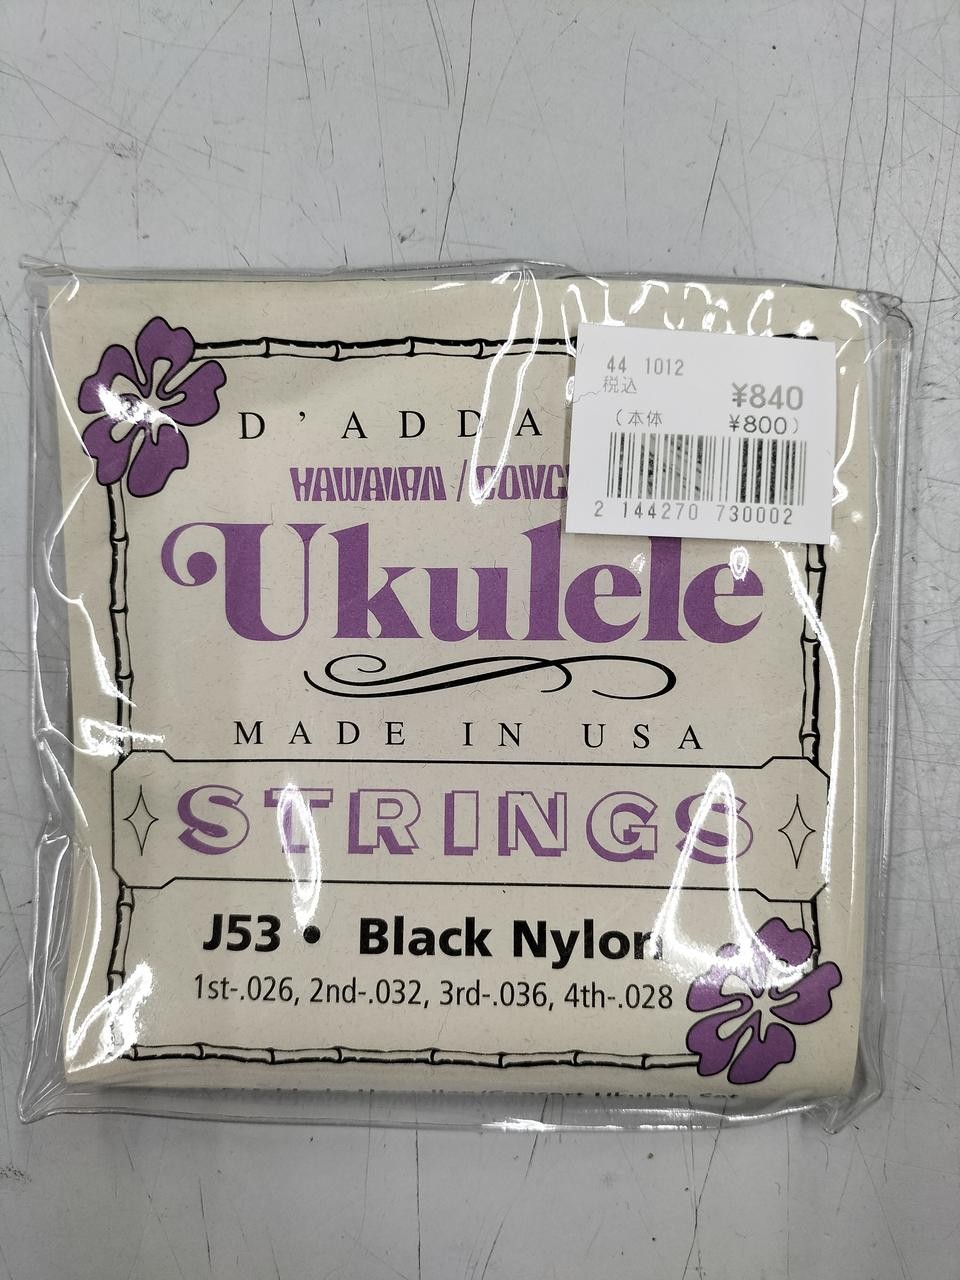 44 1012
税込
¥840
(本体 ¥800)
2 144270 730002
D'ADDA
HAWAIIAN / CONC
Ukulele
MADE IN USA
STRINGS
J53 • Black Nylon
1st-.026, 2nd-.032, 3rd-.036, 4th-.028